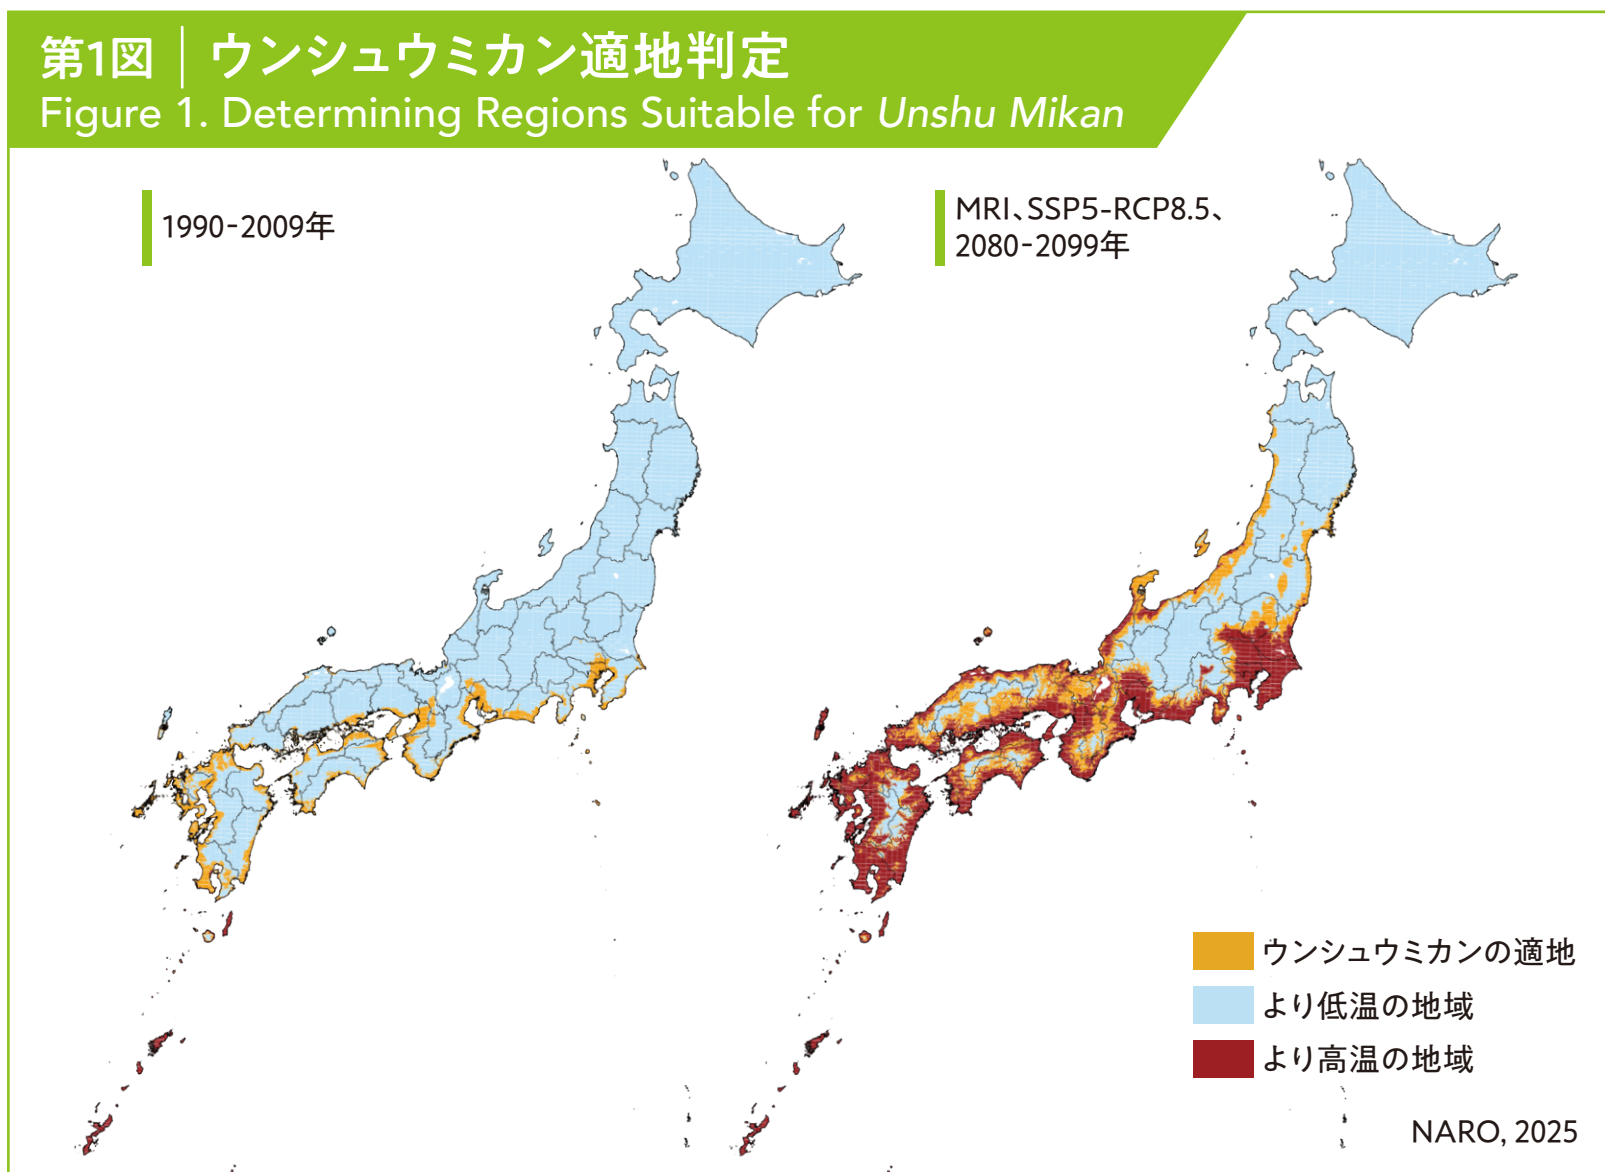 第1図｜ウンシュウミカン適地判定
Figure 1. Determining Regions Suitable for Unshu Mikan
1990-2009年
MRI、SSP5-RCP8.5、
2080-2099年
ウンシュウミカンの適地
より低温の地域
より高温の地域
NARO, 2025